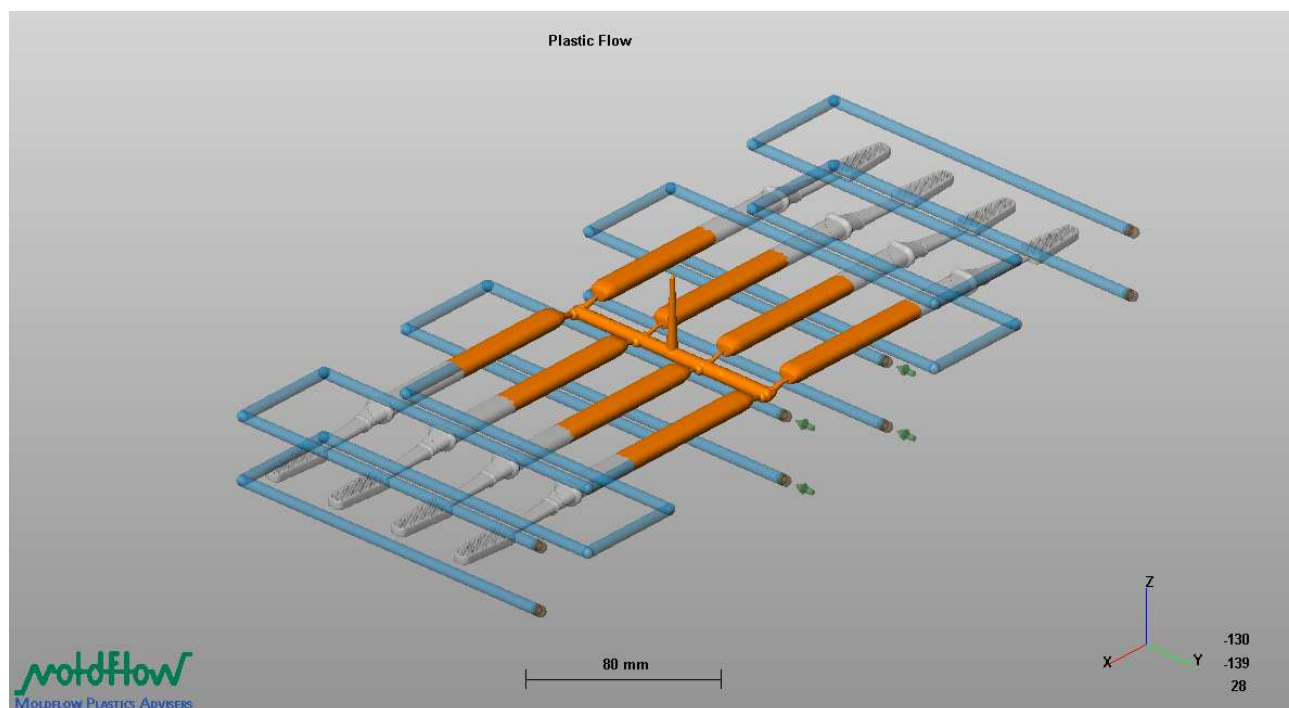 Plastic Flow
Z
X
Y
-130
-139
28
80 mm
moldflow
MOLDFLOW PLASTICS ADVISERS